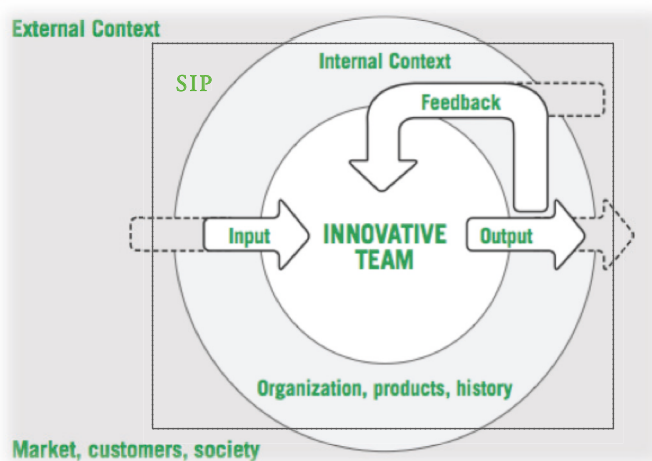 External Context
Internal Context
SIP
Feedback
Input
INNOVATIVE
TEAM
Output
Organization, products, history
Market, customers, society